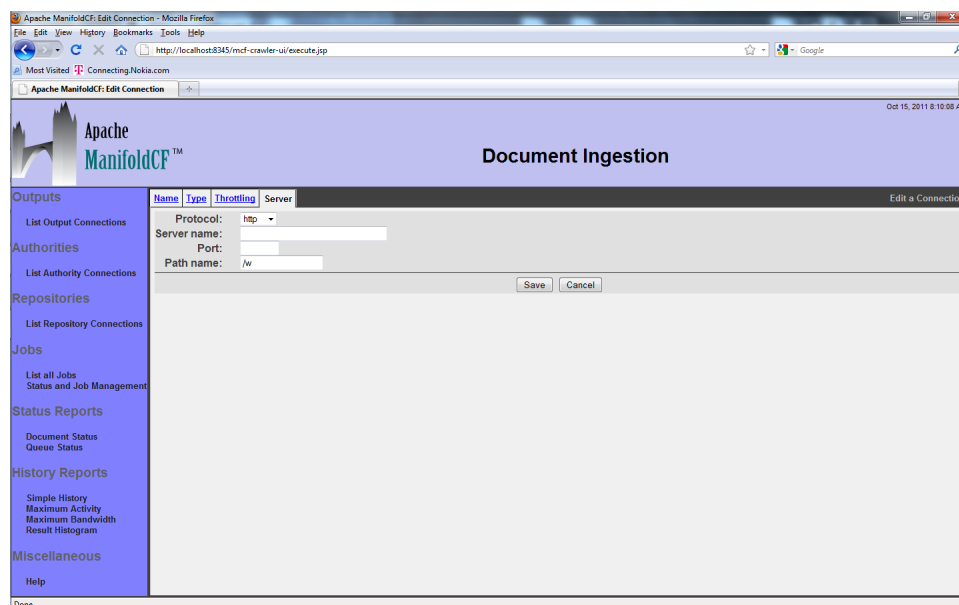 Apache ManifoldCF: Edit Connection - Mozilla Firefox
File Edit View History Bookmarks Tools Help
http://localhost:8345/mcf-crawler-ui/execute.jsp
Google
Most Visited Connecting.Nokia.com
Apache ManifoldCF: Edit Connection
Oct 15, 2011 8:10:08 A
Apache
ManifoldCF™
Document Ingestion
Outputs
Name Type Throttling Server
Edit a Connectio
List Output Connections
Protocol: http
Server name:
Authorities
Port:
Path name: /w
List Authority Connections
Save Cancel
Repositories
List Repository Connections
Jobs
List all Jobs
Status and Job Management
Status Reports
Document Status
Queue Status
History Reports
Simple History
Maximum Activity
Maximum Bandwidth
Result Histogram
Miscellaneous
Help
Done